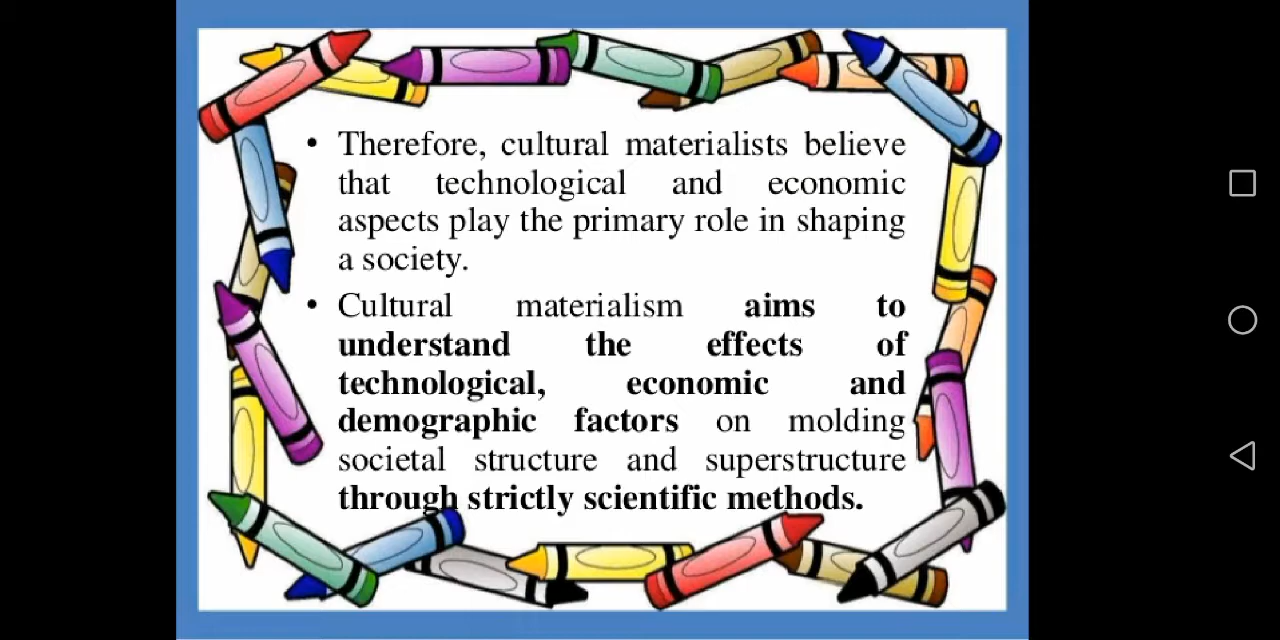 • Therefore, cultural materialists believe
that technological and economic
aspects play the primary role in shaping
a society.
• Cultural materialism aims to
understand the effects of
technological, economic and
demographic factors on molding
societal structure and superstructure
through strictly scientific methods.